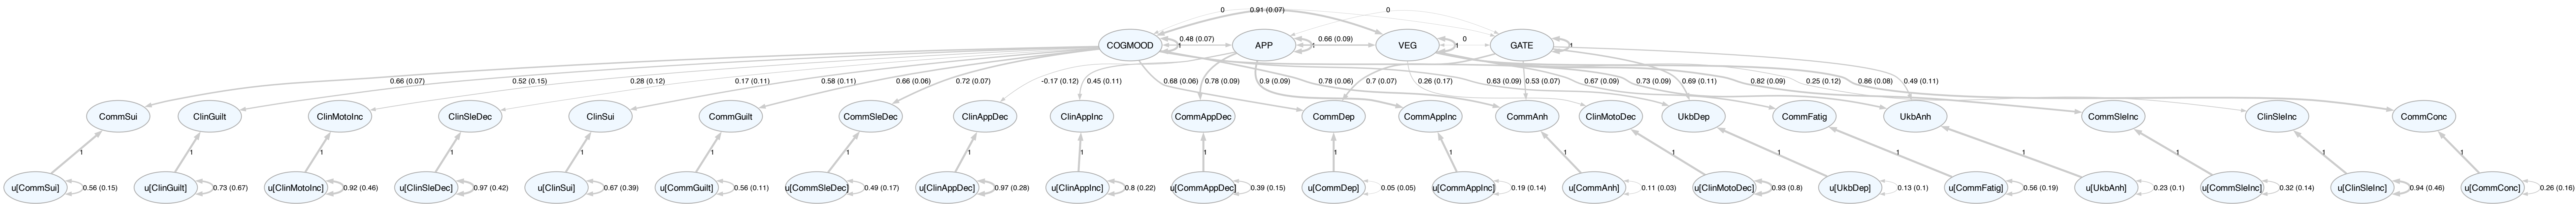 0 0.91 (0.07) 0
COGMOOD 1 0.48 (0.07) APP 1 0.66 (0.09) VEG 1 0 GATE 1
0.66 (0.07) 0.52 (0.15) 0.28 (0.12) 0.17 (0.11) 0.58 (0.11) 0.66 (0.06) 0.72 (0.07) -0.17 (0.12) 0.45 (0.11) 0.68 (0.06) 0.78 (0.09) 0.9 (0.09) 0.78 (0.06) 0.7 (0.07) 0.26 (0.17) 0.63 (0.09) 0.53 (0.07) 0.67 (0.09) 0.69 (0.11) 0.73 (0.09) 0.82 (0.09) 0.25 (0.12) 0.86 (0.08) 0.49 (0.11)
CommSui ClinGuilt ClinMotoInc ClinSleDec ClinSui CommGuilt CommSleDec ClinAppDec ClinAppInc CommAppDec CommDep CommAppInc CommAnh ClinMotoDec UkbDep CommFatig UkbAnh CommSleInc ClinSleInc CommConc
1 1 1 1 1 1 1 1 1 1 1 1 1 1 1 1 1 1 1 1
u[CommSui] 0.56 (0.15) u[ClinGuilt] 0.73 (0.67) u[ClinMotoInc] 0.92 (0.46) u[ClinSleDec] 0.97 (0.42) u[ClinSui] 0.67 (0.39) u[CommGuilt] 0.56 (0.11) u[CommSleDec] 0.49 (0.17) u[ClinAppDec] 0.97 (0.28) u[ClinAppInc] 0.8 (0.22) u[CommAppDec] 0.39 (0.15) u[CommDep] 0.05 (0.05) u[CommAppInc] 0.19 (0.14) u[CommAnh] 0.11 (0.03) u[ClinMotoDec] 0.93 (0.8) u[UkbDep] 0.13 (0.1) u[CommFatig] 0.56 (0.19) u[UkbAnh] 0.23 (0.1) u[CommSleInc] 0.32 (0.14) u[ClinSleInc] 0.94 (0.46) u[CommConc] 0.26 (0.16)